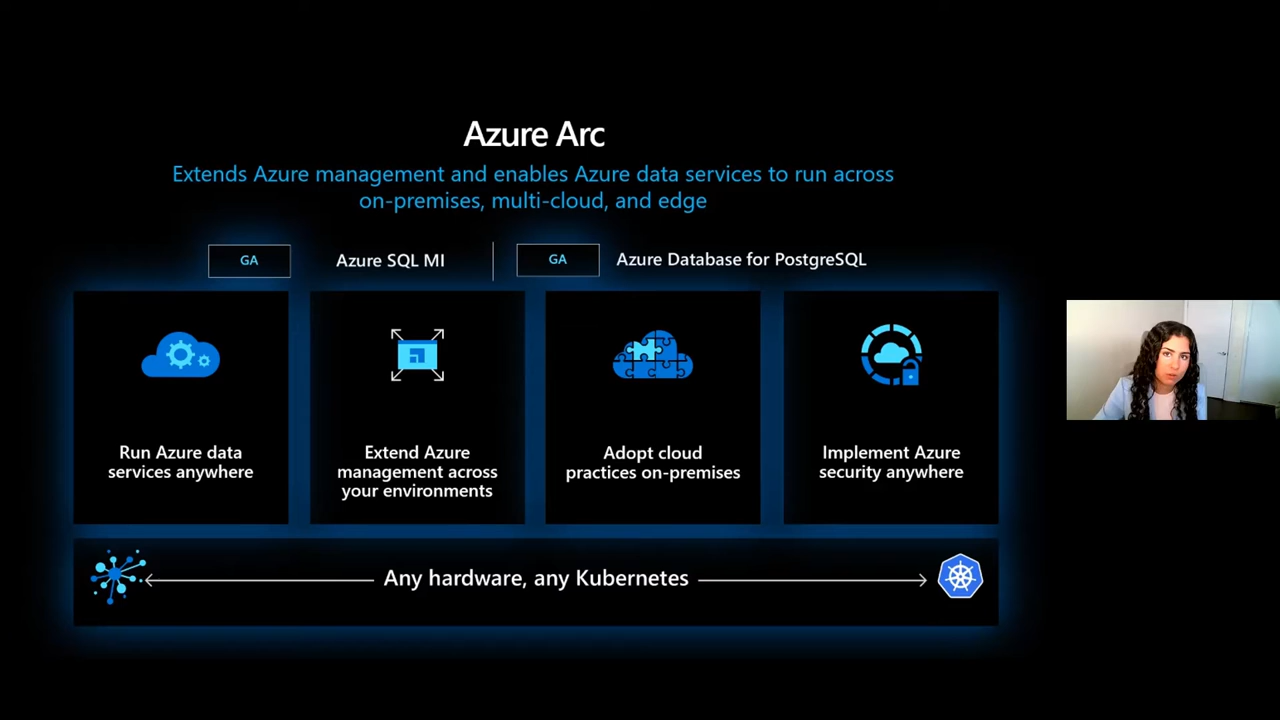 Azure Arc
Extends Azure management and enables Azure data services to run across
on-premises, multi-cloud, and edge
GA
Azure SQL MI
GA
Azure Database for PostgreSQL
Run Azure data
services anywhere
Extend Azure
management across
your environments
Adopt cloud
practices on-premises
Implement Azure
security anywhere
Any hardware, any Kubernetes